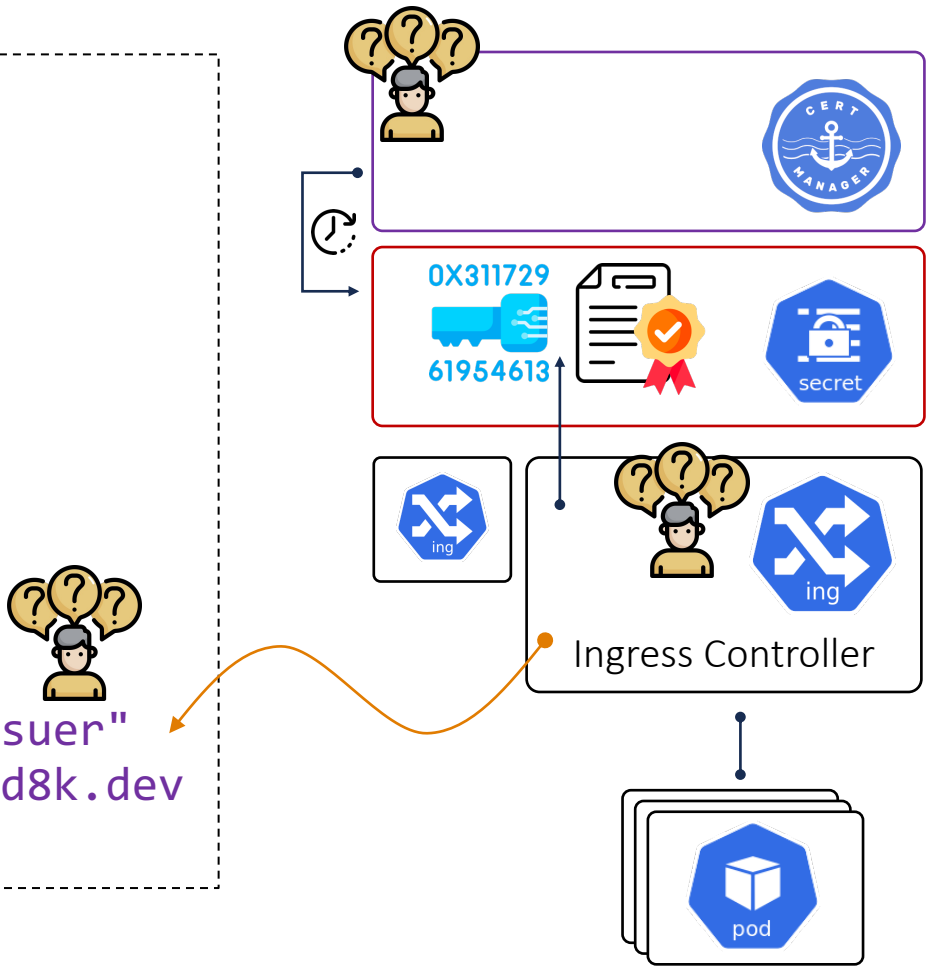 ? ? ?
CERT
MANAGER
0X311729
61954613
secret
ing
? ? ?
ing
Ingress Controller
? ? ?
suer"
d8k.dev
pod